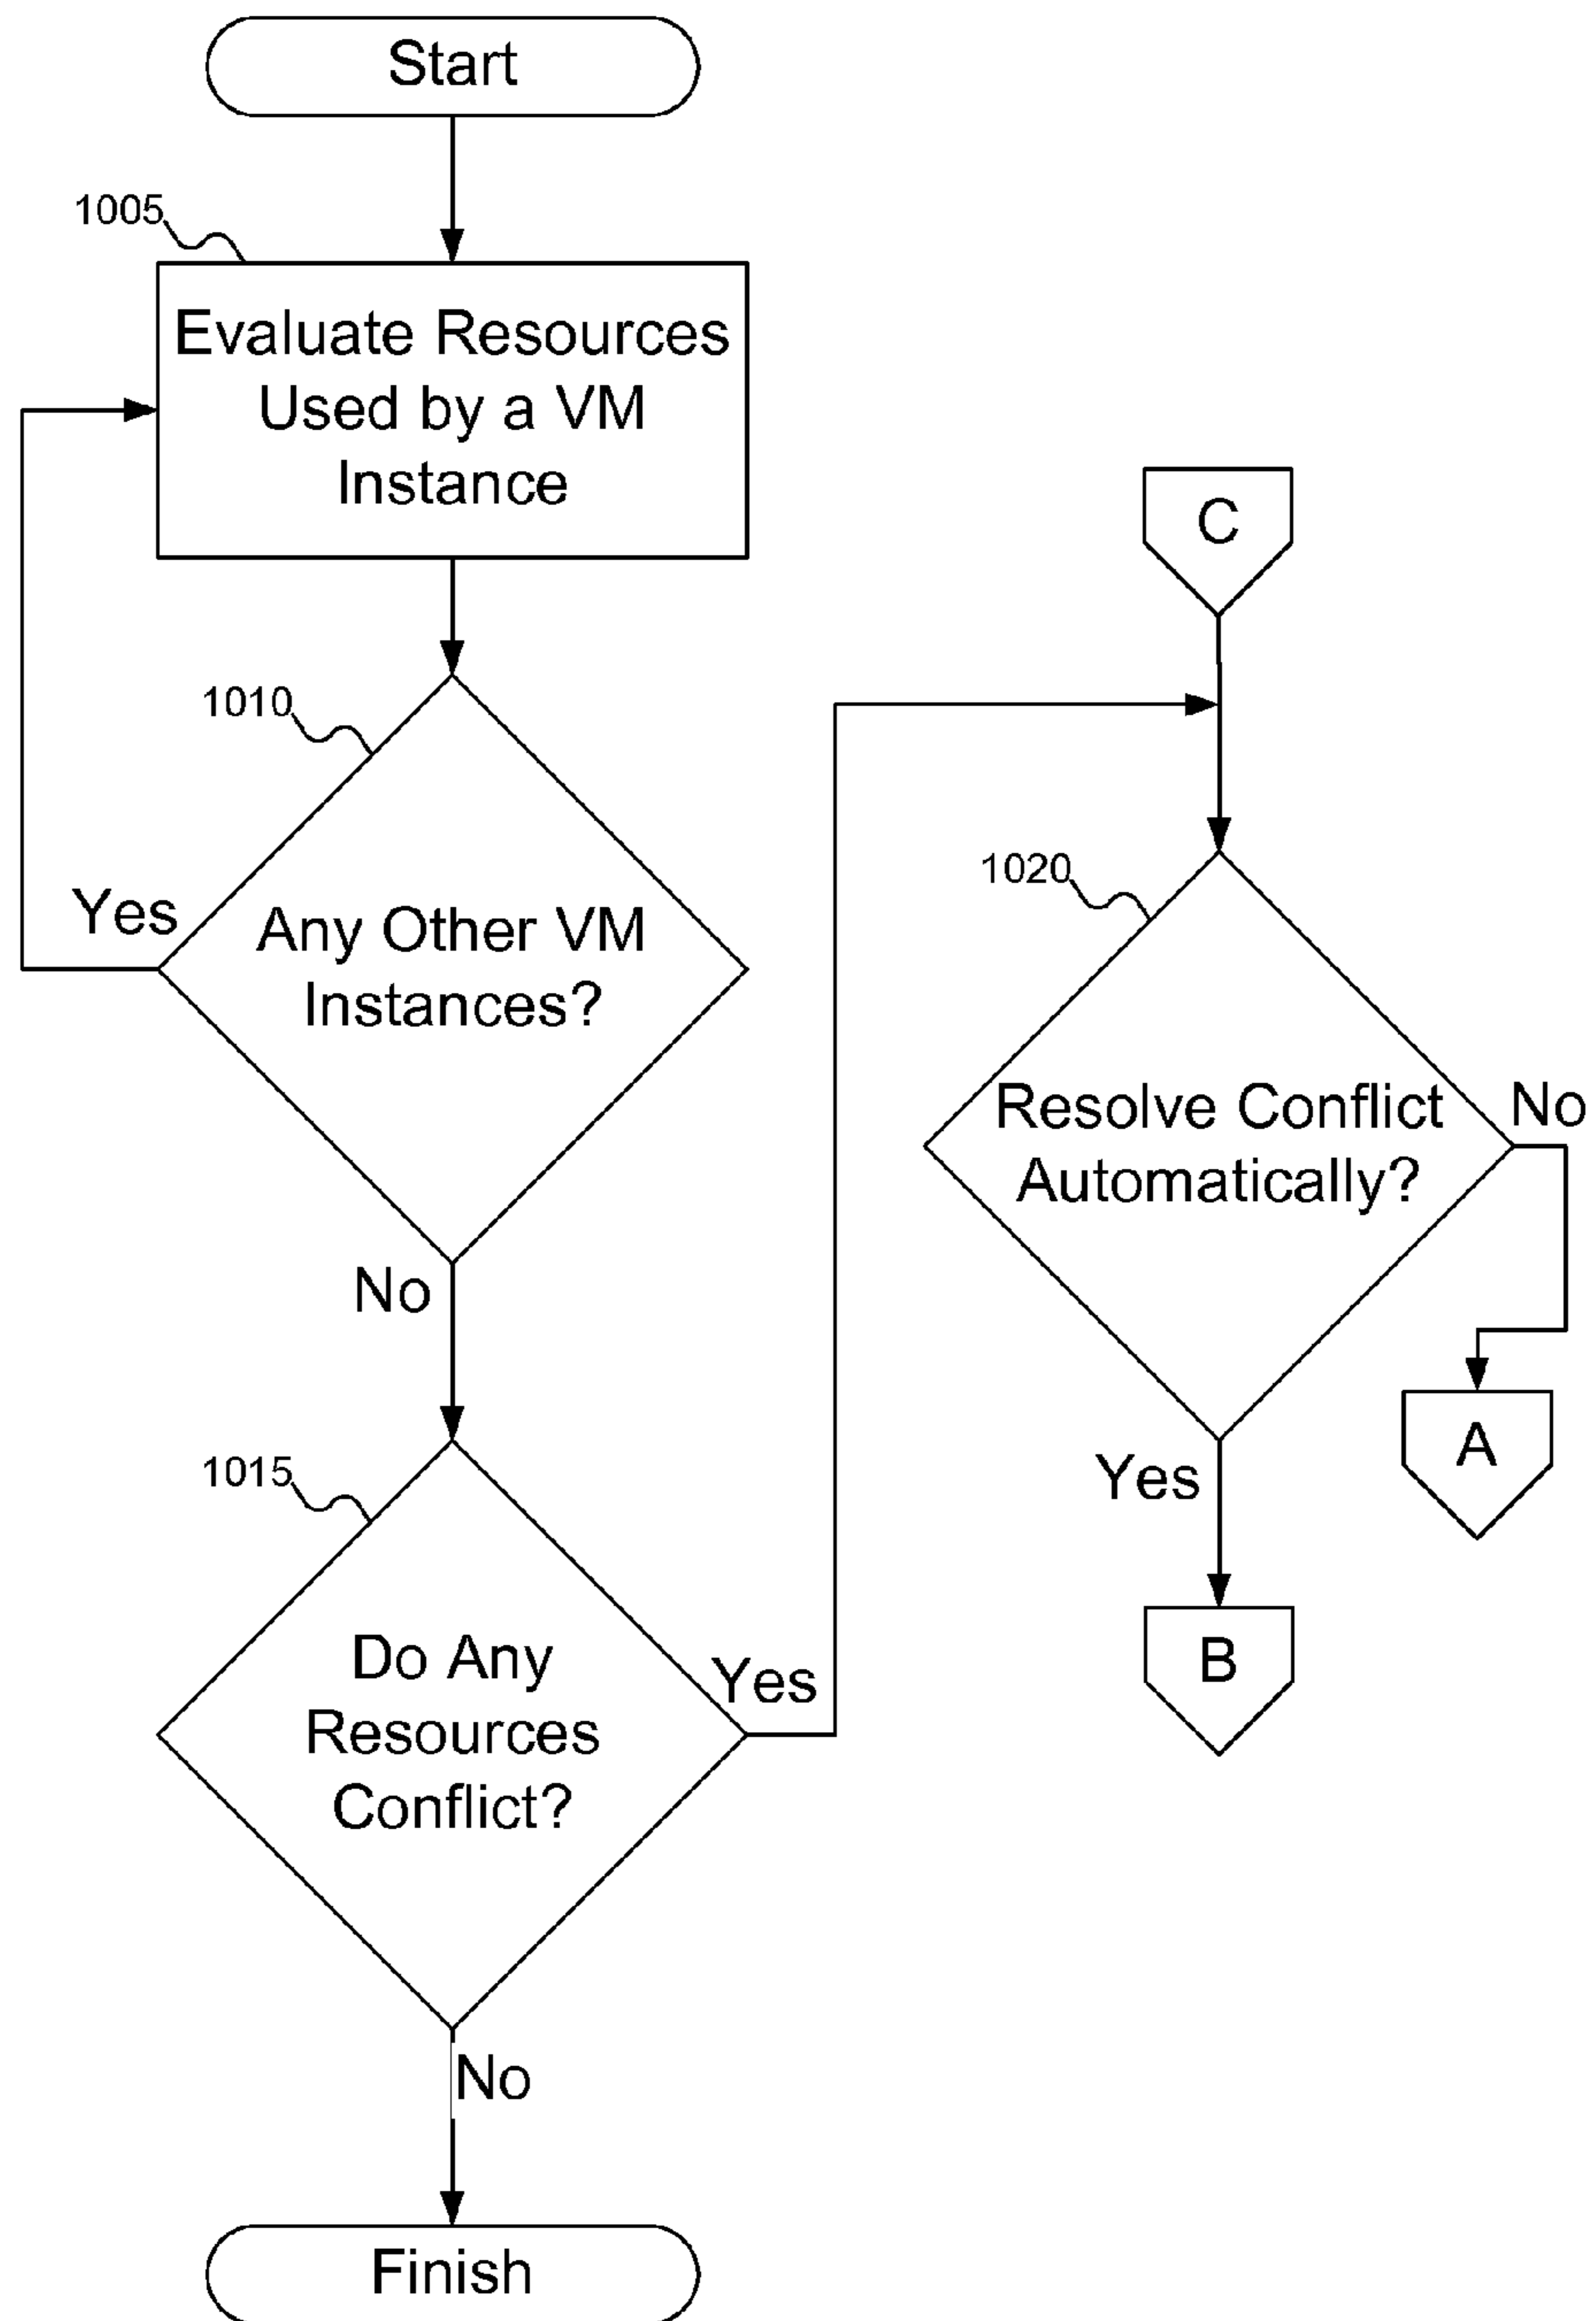 Start
1005
Evaluate Resources
Used by a VM
Instance
1010
Yes
Any Other VM
Instances?
No
1015
Do Any
Resources
Conflict?
Yes
No
Finish
C
1020
Resolve Conflict
Automatically?
No
A
Yes
B